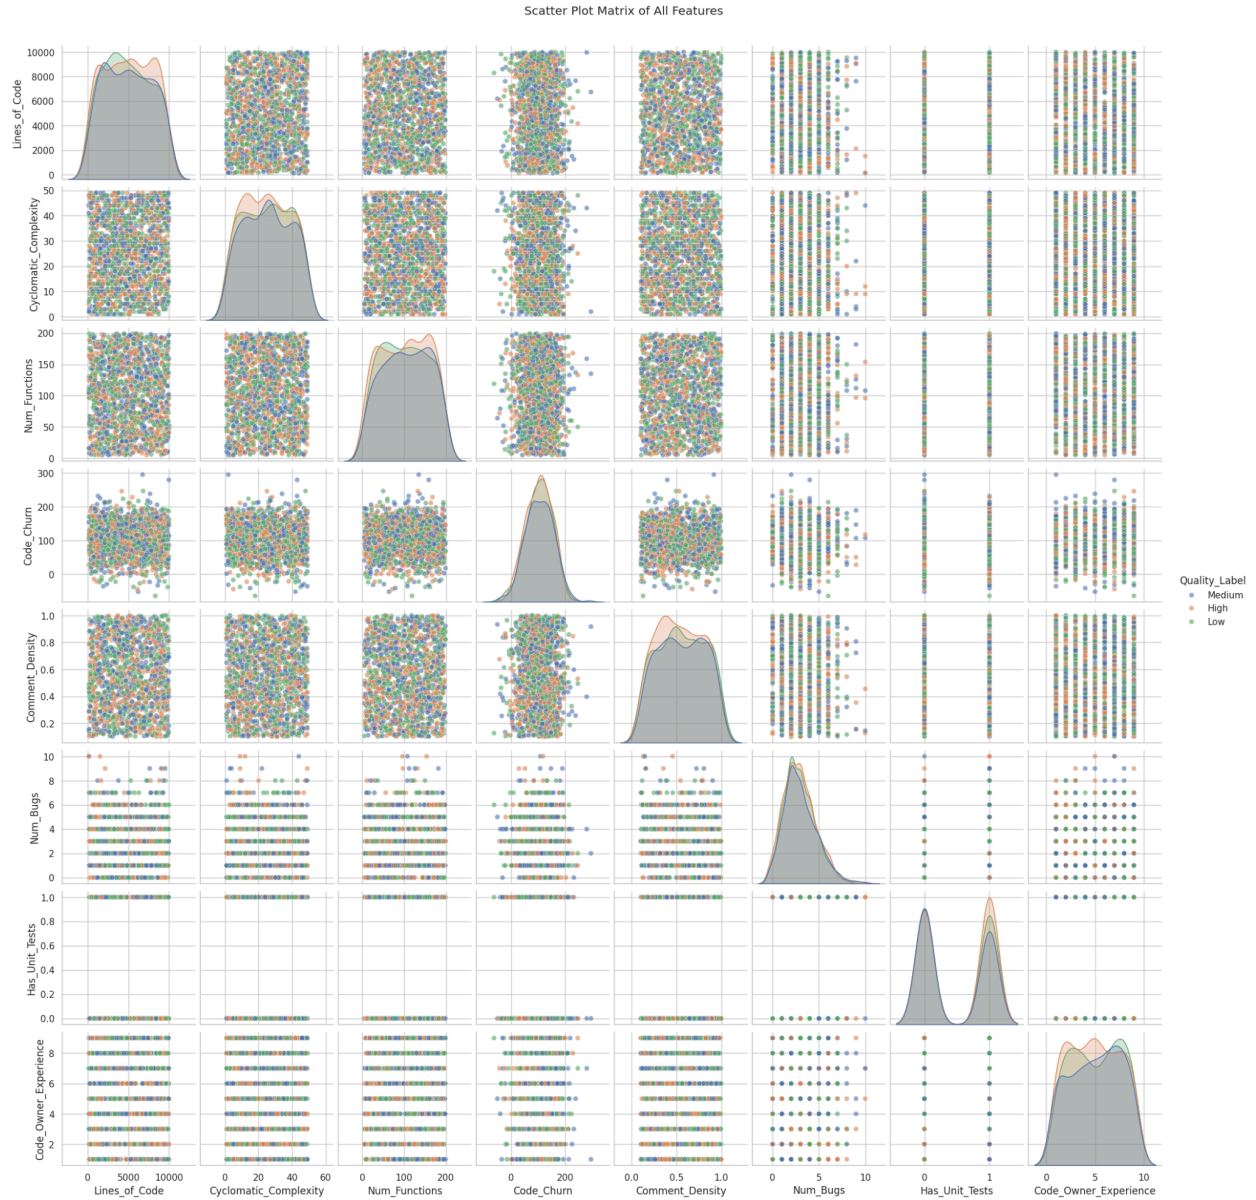 Scatter Plot Matrix of All Features
Lines_of_Code
10000
8000
6000
4000
2000
0
Cyclomatic_Complexity
50
40
30
20
10
0
Num_Functions
200
150
100
50
0
Code_Churn
300
200
100
0
Quality_Label
Medium
High
Low
Comment_Density
1.0
0.8
0.6
0.4
0.2
Num_Bugs
10
8
6
4
2
0
Has_Unit_Tests
1.0
0.8
0.6
0.4
0.2
0.0
Code_Owner_Experience
8
6
4
2
0 5000 10000 0 20 40 60 0 100 200 0 200 0.0 0.5 1.0 0 5 10 0 1 0 5 10
Lines_of_Code Cyclomatic_Complexity Num_Functions Code_Churn Comment_Density Num_Bugs Has_Unit_Tests Code_Owner_Experience